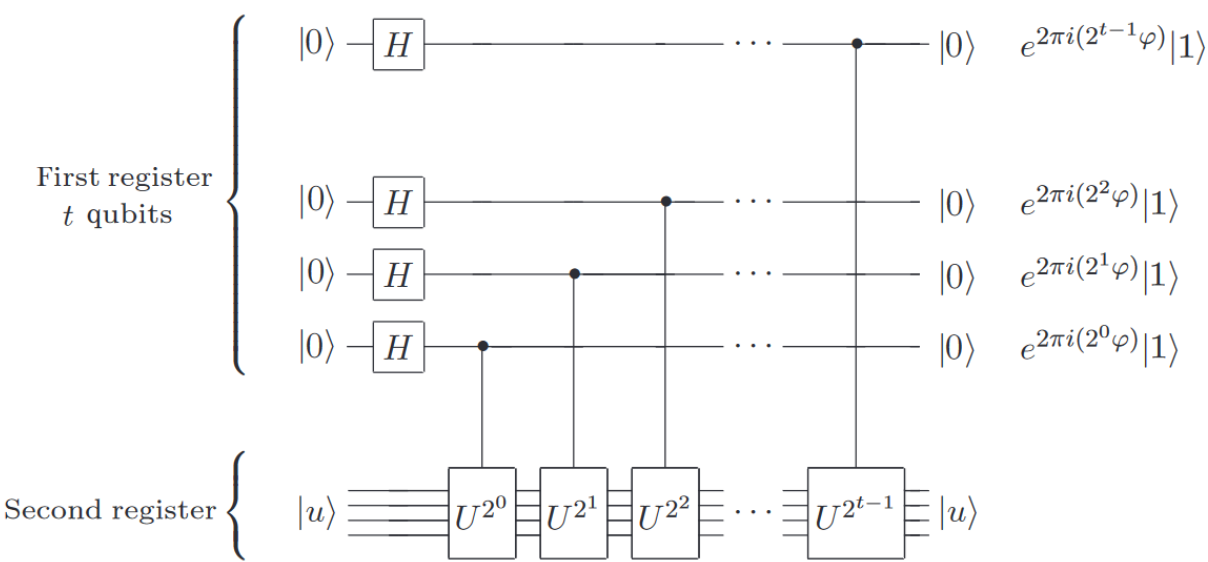 |0⟩ H ··· |0⟩ e^{2πi(2^{t−1}φ)}|1⟩
First register
t qubits
|0⟩ H ··· |0⟩ e^{2πi(2^2φ)}|1⟩
|0⟩ H ··· |0⟩ e^{2πi(2^1φ)}|1⟩
|0⟩ H ··· |0⟩ e^{2πi(2^0φ)}|1⟩
Second register |u⟩ U^{2^0} U^{2^1} U^{2^2} ··· U^{2^{t−1}} |u⟩